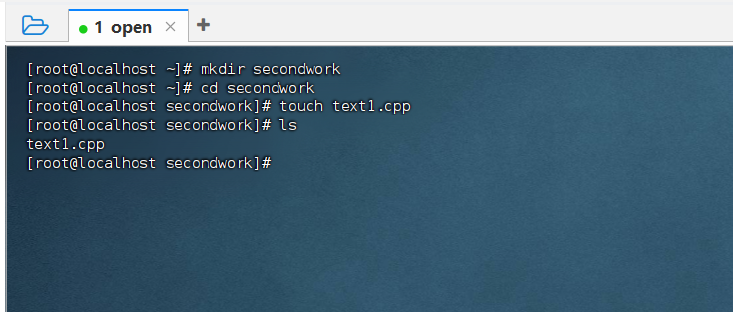 1 open
[root@localhost ~]# mkdir secondwork
[root@localhost ~]# cd secondwork
[root@localhost secondwork]# touch text1.cpp
[root@localhost secondwork]# ls
text1.cpp
[root@localhost secondwork]#